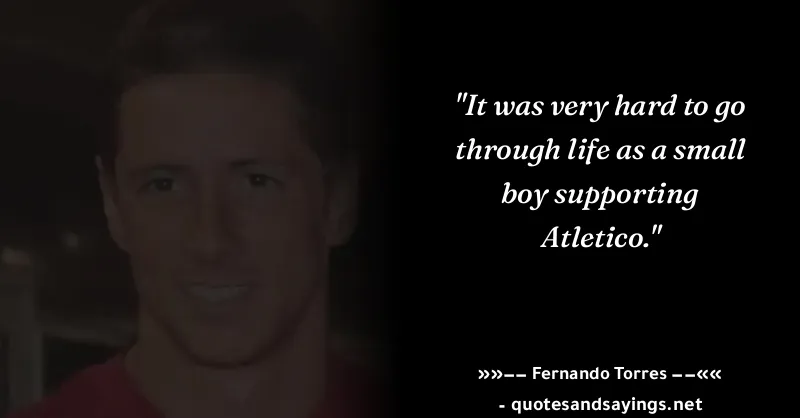 "It was very hard to go
through life as a small
boy supporting
Atletico."
»»–– Fernando Torres ––««
- quotesandsayings.net